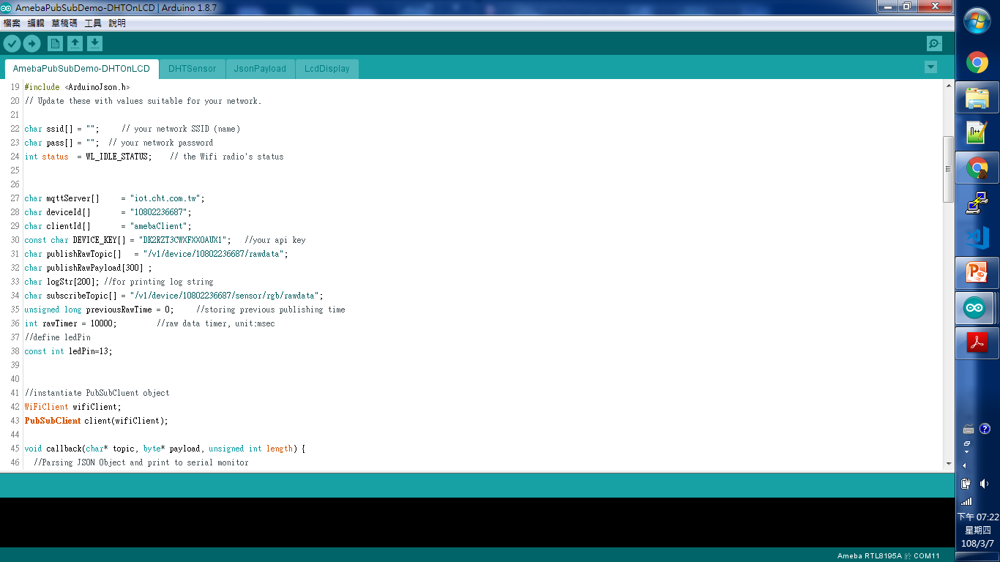 AmebaPubSubDemo-DHTOnLCD | Arduino 1.8.7
檔案 編輯 草稿碼 工具 說明
AmebaPubSubDemo-DHTOnLCD DHTSensor JsonPayload LcdDisplay
19 #include <ArduinoJson.h>
20 // Update these with values suitable for your network.
21
22 char ssid[] = ""; // your network SSID (name)
23 char pass[] = ""; // your network password
24 int status = WL_IDLE_STATUS; // the Wifi radio's status
25
26
27 char mqttServer[] = "iot.cht.com.tw";
28 char deviceId[] = "10802236687";
29 char clientId[] = "amebaClient";
30 const char DEVICE_KEY[] = "DK2RZT3CWXFXXOAUX1"; //your api key
31 char publishRawTopic[] = "/v1/device/10802236687/rawdata";
32 char publishRawPayload[300] ;
33 char logStr[200]; //for printing log string
34 char subscribeTopic[] = "/v1/device/10802236687/sensor/rgb/rawdata";
35 unsigned long previousRawTime = 0; //storing previous publishing time
36 int rawTimer = 10000; //raw data timer, unit:msec
37 //define ledPin
38 const int ledPin=13;
39
40
41 //instantiate PubSubCluent object
42 WiFiClient wifiClient;
43 PubSubClient client(wifiClient);
44
45 void callback(char* topic, byte* payload, unsigned int length) {
46 //Parsing JSON Object and print to serial monitor
Ameba RTL8195A 於 COM11
下午 07:22
星期四
108/3/7